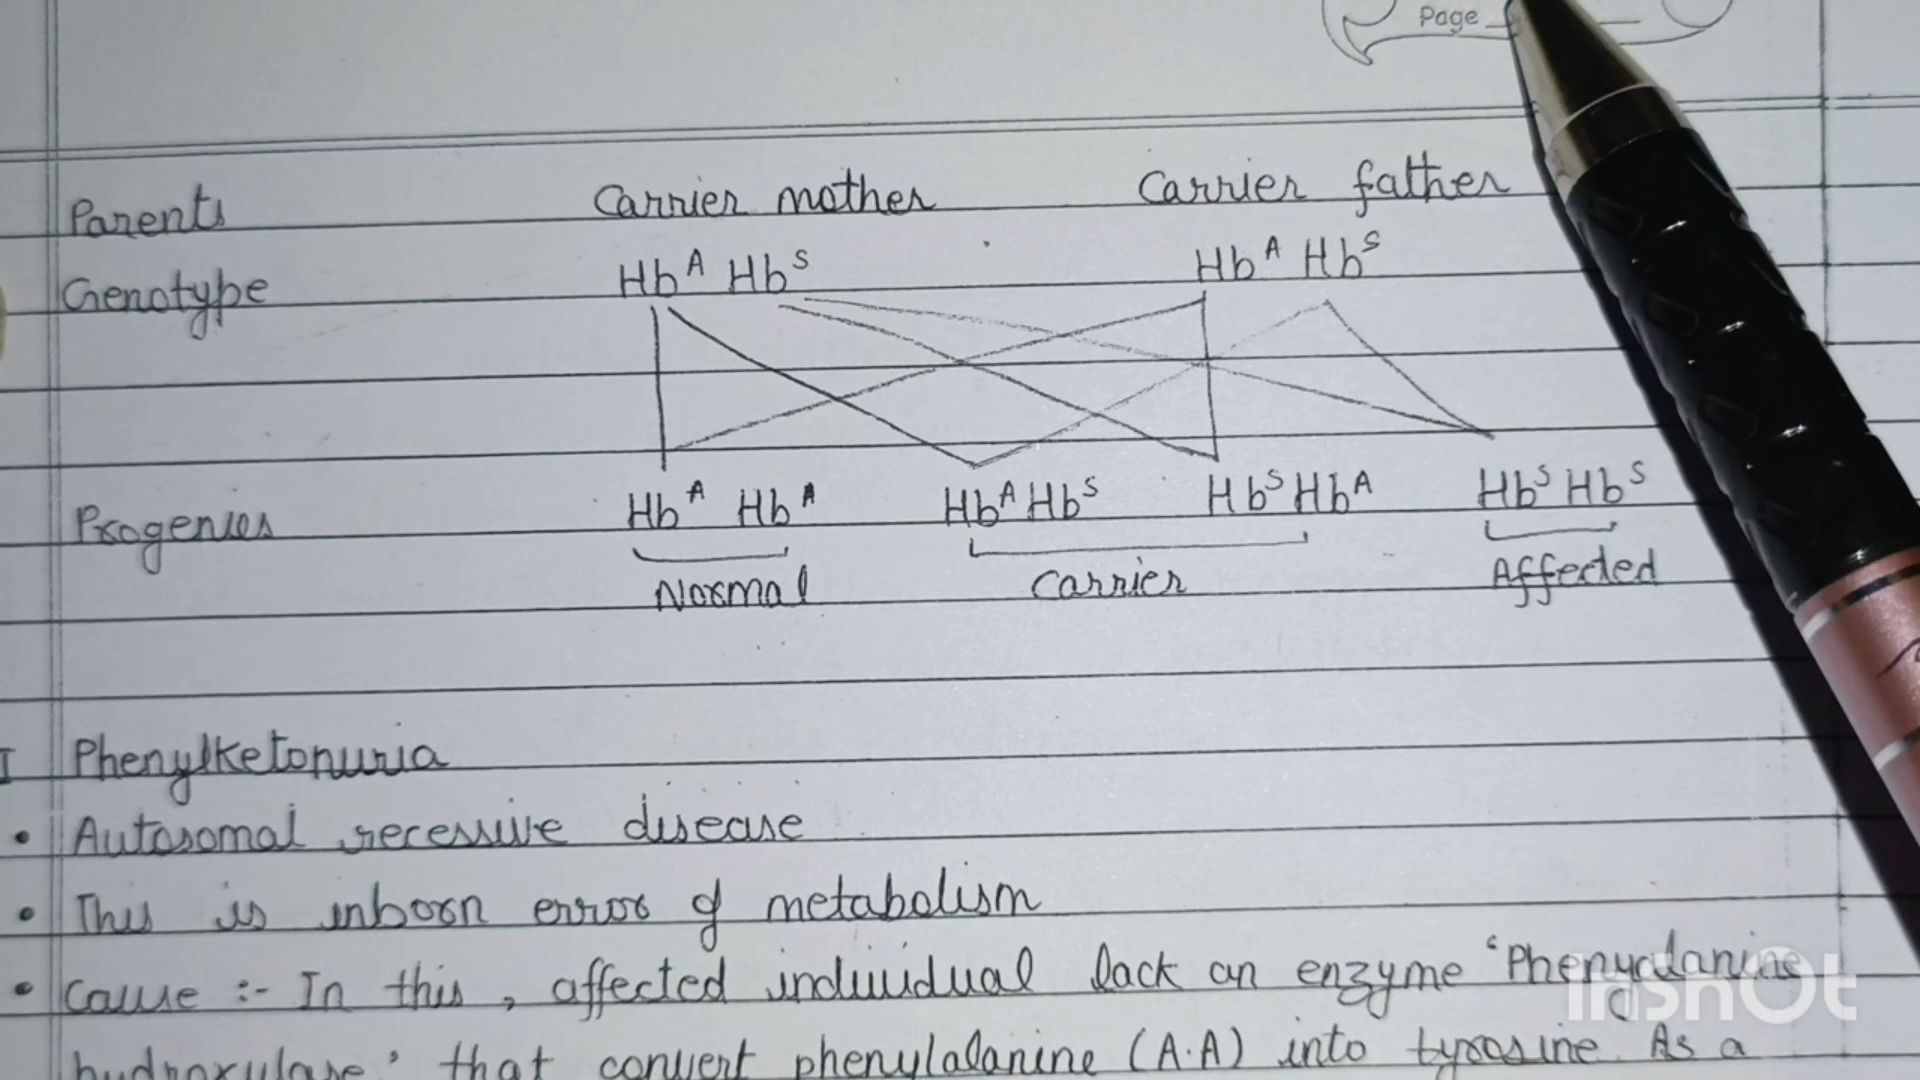 Page
Parents Carrier mother Carrier father
Genotype Hb^A Hb^S Hb^A Hb^S
Progenies Hb^A Hb^A Hb^A Hb^S Hb^S Hb^A Hb^S Hb^S
Normal Carrier Affected
Phenylketonuria
• Autosomal recessive disease
• This is inborn error of metabolism
• Cause :- In this, affected individual lack an enzyme 'Phenyalanine
hydroxylase' that convert phenylalanine (A.A) into tyrosine. As a
InShOt